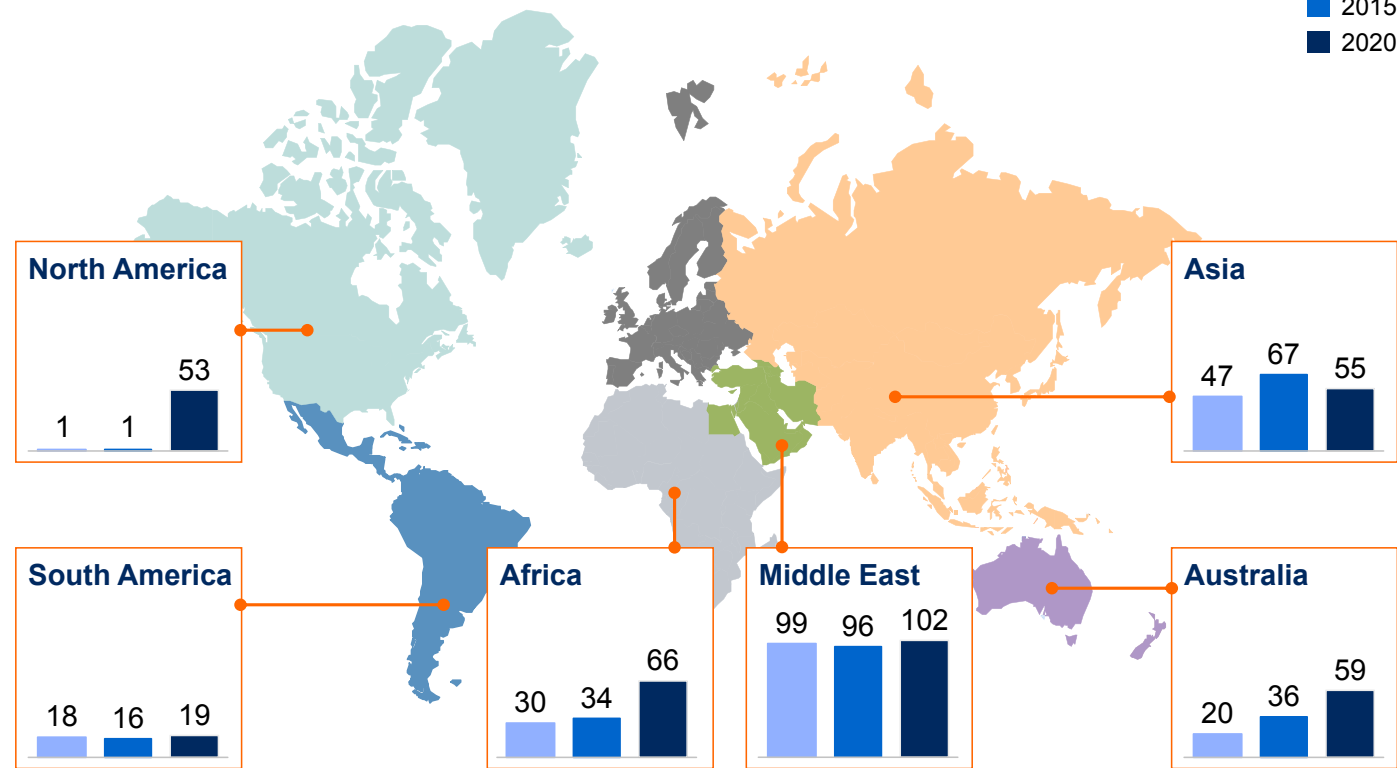 2015
2020
North America
1 1 53
Asia
47 67 55
South America
18 16 19
Africa
30 34 66
Middle East
99 96 102
Australia
20 36 59